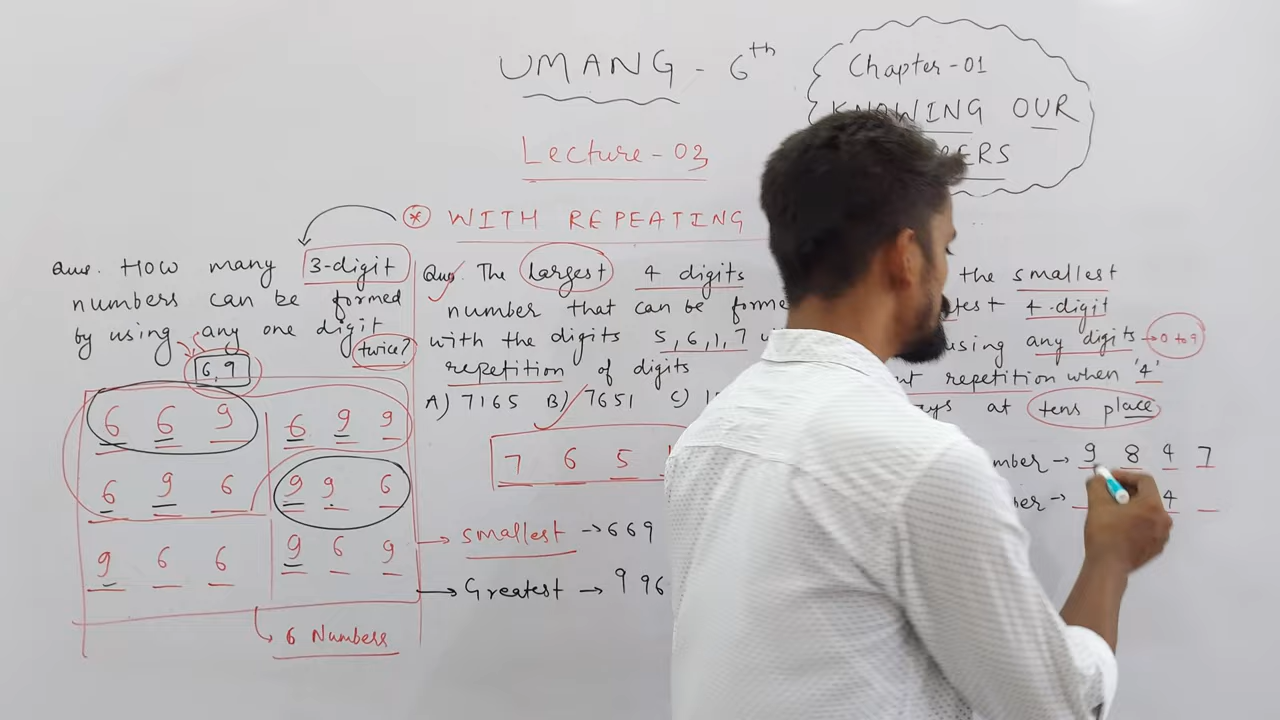 UMANG - 6th
Lecture-03
Chapter-01
KNOWING OUR
* WITH REPEATING
Que. How many 3-digit
numbers can be formed
by using any one digit
twice?
6,9
6 6 9
6 9 9
6 9 6
9 9 6
9 6 6
9 6 9
6 Numbers
Que. The largest 4 digits
number that can be
with the digits 5,6,1,7
repetition of digits
A) 7165 B) 7651 C)
7 6 5
smallest → 669
Greatest → 996
the smallest
4-digit
using any digits → 0 to 9
repetition when '4'
at tens place
→ 9 8 4 7
→ 4